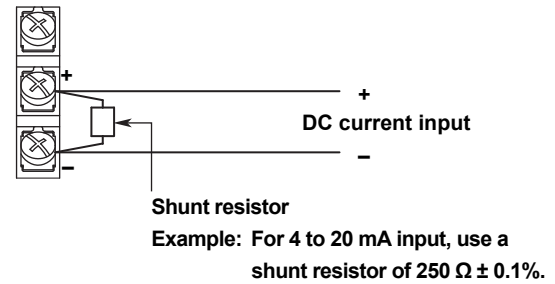 +
+
DC current input
–
–
Shunt resistor
Example: For 4 to 20 mA input, use a
shunt resistor of 250 Ω ± 0.1%.